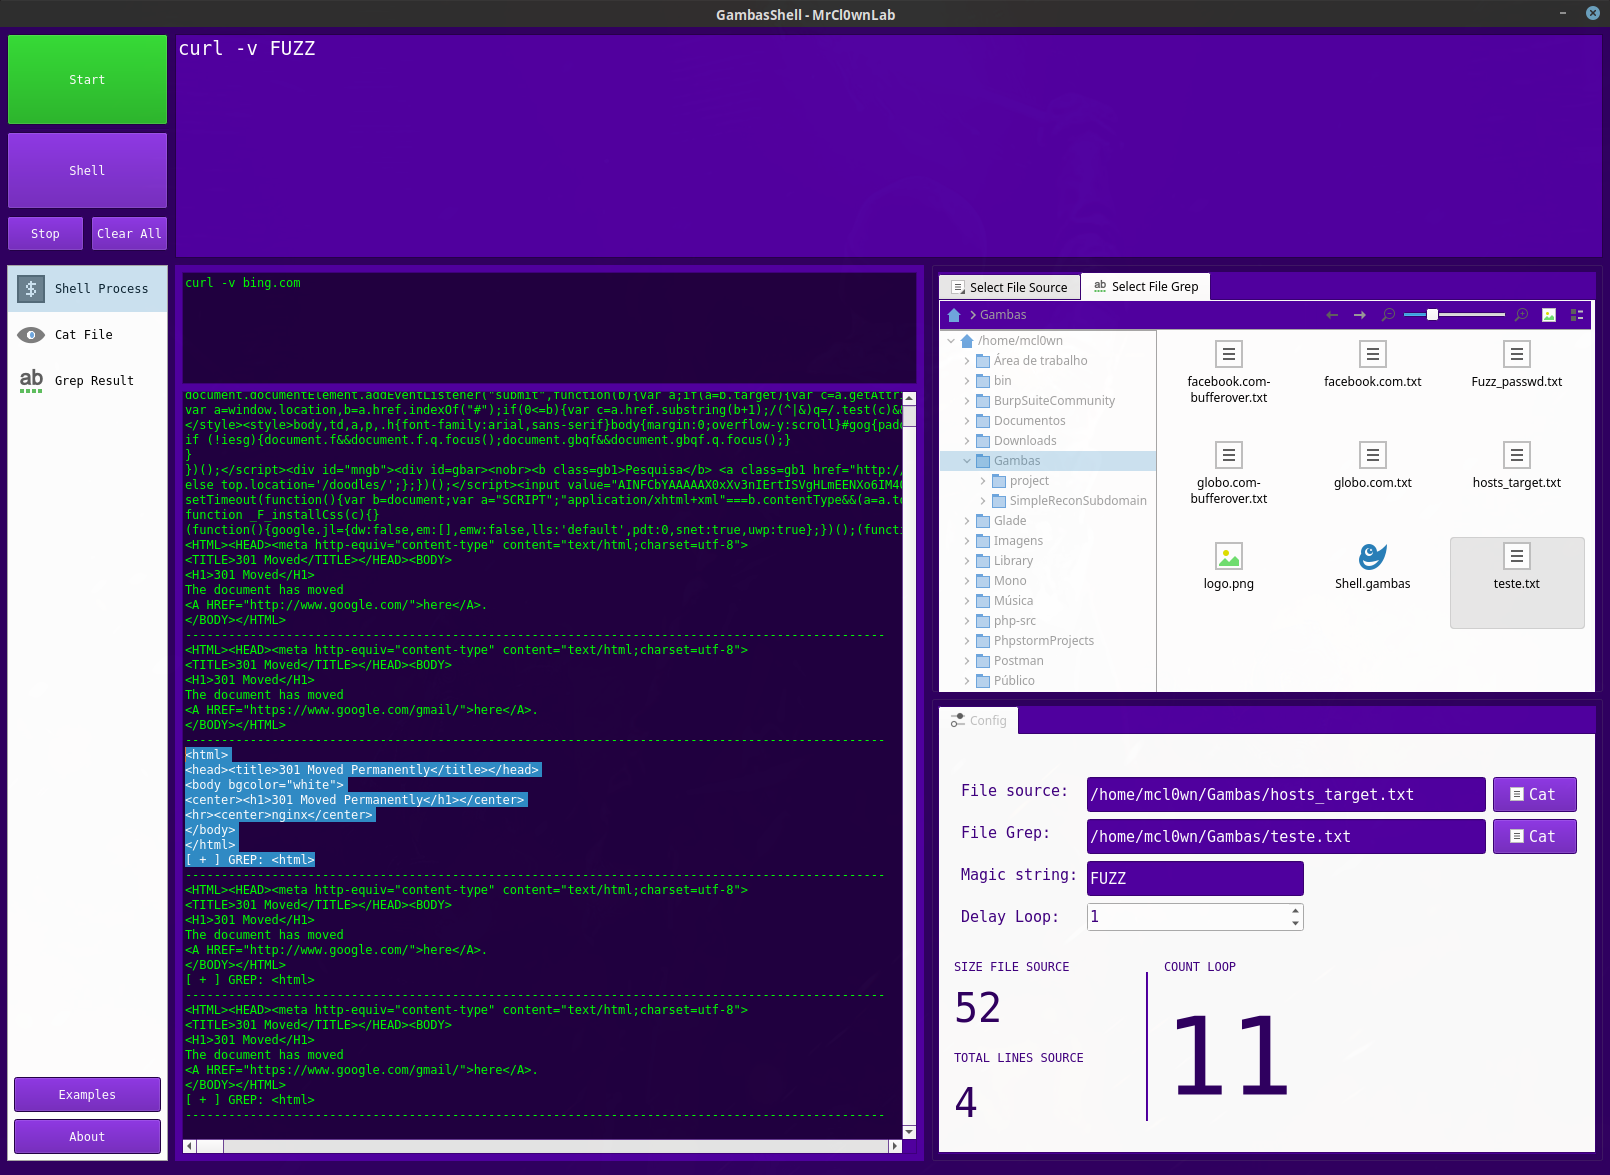 GambasShell - MrCl0wnLab
Start
Shell
Stop
Clear All
curl -v FUZZ
Shell Process
Cat File
Grep Result
Examples
About
curl -v bing.com
document.documentElement.addEventListener("submit",function(b){var a;if(a=b.target){var c=a.getAttri
var a=window.location,b=a.href.indexOf("#");if(0<=b){var c=a.href.substring(b+1);/(^|&)q=/.test(c)&&
</style><style>body,td,a,p,.h{font-family:arial,sans-serif}body{margin:0;overflow-y:scroll}#gog{padd
if (!iesg){document.f&&document.f.q.focus();document.gbqf&&document.gbqf.q.focus();}
}
})();</script><div id="mngb"><div id=gbar><nobr><b class=gb1>Pesquisa</b> <a class=gb1 href="http://
else top.location='/doodles/';};})();</script><input value="AINFCbYAAAAAX0xXv3nIErtISVgHLmEENXo6IM4
setTimeout(function(){var b=document;var a="SCRIPT";"application/xhtml+xml"===b.contentType&&(a=a.to
function _F_installCss(c){}
(function(){google.jl={dw:false,em:[],emw:false,lls:'default',pdt:0,snet:true,uwp:true};})();(functi
<HTML><HEAD><meta http-equiv="content-type" content="text/html;charset=utf-8">
<TITLE>301 Moved</TITLE></HEAD><BODY>
<H1>301 Moved</H1>
The document has moved
<A HREF="http://www.google.com/">here</A>.
</BODY></HTML>
-------------------------------------------------------------------------------------------------
<HTML><HEAD><meta http-equiv="content-type" content="text/html;charset=utf-8">
<TITLE>301 Moved</TITLE></HEAD><BODY>
<H1>301 Moved</H1>
The document has moved
<A HREF="https://www.google.com/gmail/">here</A>.
</BODY></HTML>
-------------------------------------------------------------------------------------------------
<html>
<head><title>301 Moved Permanently</title></head>
<body bgcolor="white">
<center><h1>301 Moved Permanently</h1></center>
<hr><center>nginx</center>
</body>
</html>
[ + ] GREP: <html>
-------------------------------------------------------------------------------------------------
<HTML><HEAD><meta http-equiv="content-type" content="text/html;charset=utf-8">
<TITLE>301 Moved</TITLE></HEAD><BODY>
<H1>301 Moved</H1>
The document has moved
<A HREF="http://www.google.com/">here</A>.
</BODY></HTML>
[ + ] GREP: <html>
-------------------------------------------------------------------------------------------------
<HTML><HEAD><meta http-equiv="content-type" content="text/html;charset=utf-8">
<TITLE>301 Moved</TITLE></HEAD><BODY>
<H1>301 Moved</H1>
The document has moved
<A HREF="https://www.google.com/gmail/">here</A>.
</BODY></HTML>
[ + ] GREP: <html>
-------------------------------------------------------------------------------------------------
Select File Source
Select File Grep
Gambas
/home/mcl0wn
Área de trabalho
bin
BurpSuiteCommunity
Documentos
Downloads
Gambas
project
SimpleReconSubdomain
Glade
Imagens
Library
Mono
Música
php-src
PhpstormProjects
Postman
Público
facebook.com-
bufferover.txt
facebook.com.txt
Fuzz_passwd.txt
globo.com-
bufferover.txt
globo.com.txt
hosts_target.txt
logo.png
Shell.gambas
teste.txt
Config
File source:
/home/mcl0wn/Gambas/hosts_target.txt
Cat
File Grep:
/home/mcl0wn/Gambas/teste.txt
Cat
Magic string:
FUZZ
Delay Loop:
1
SIZE FILE SOURCE
52
TOTAL LINES SOURCE
4
COUNT LOOP
11